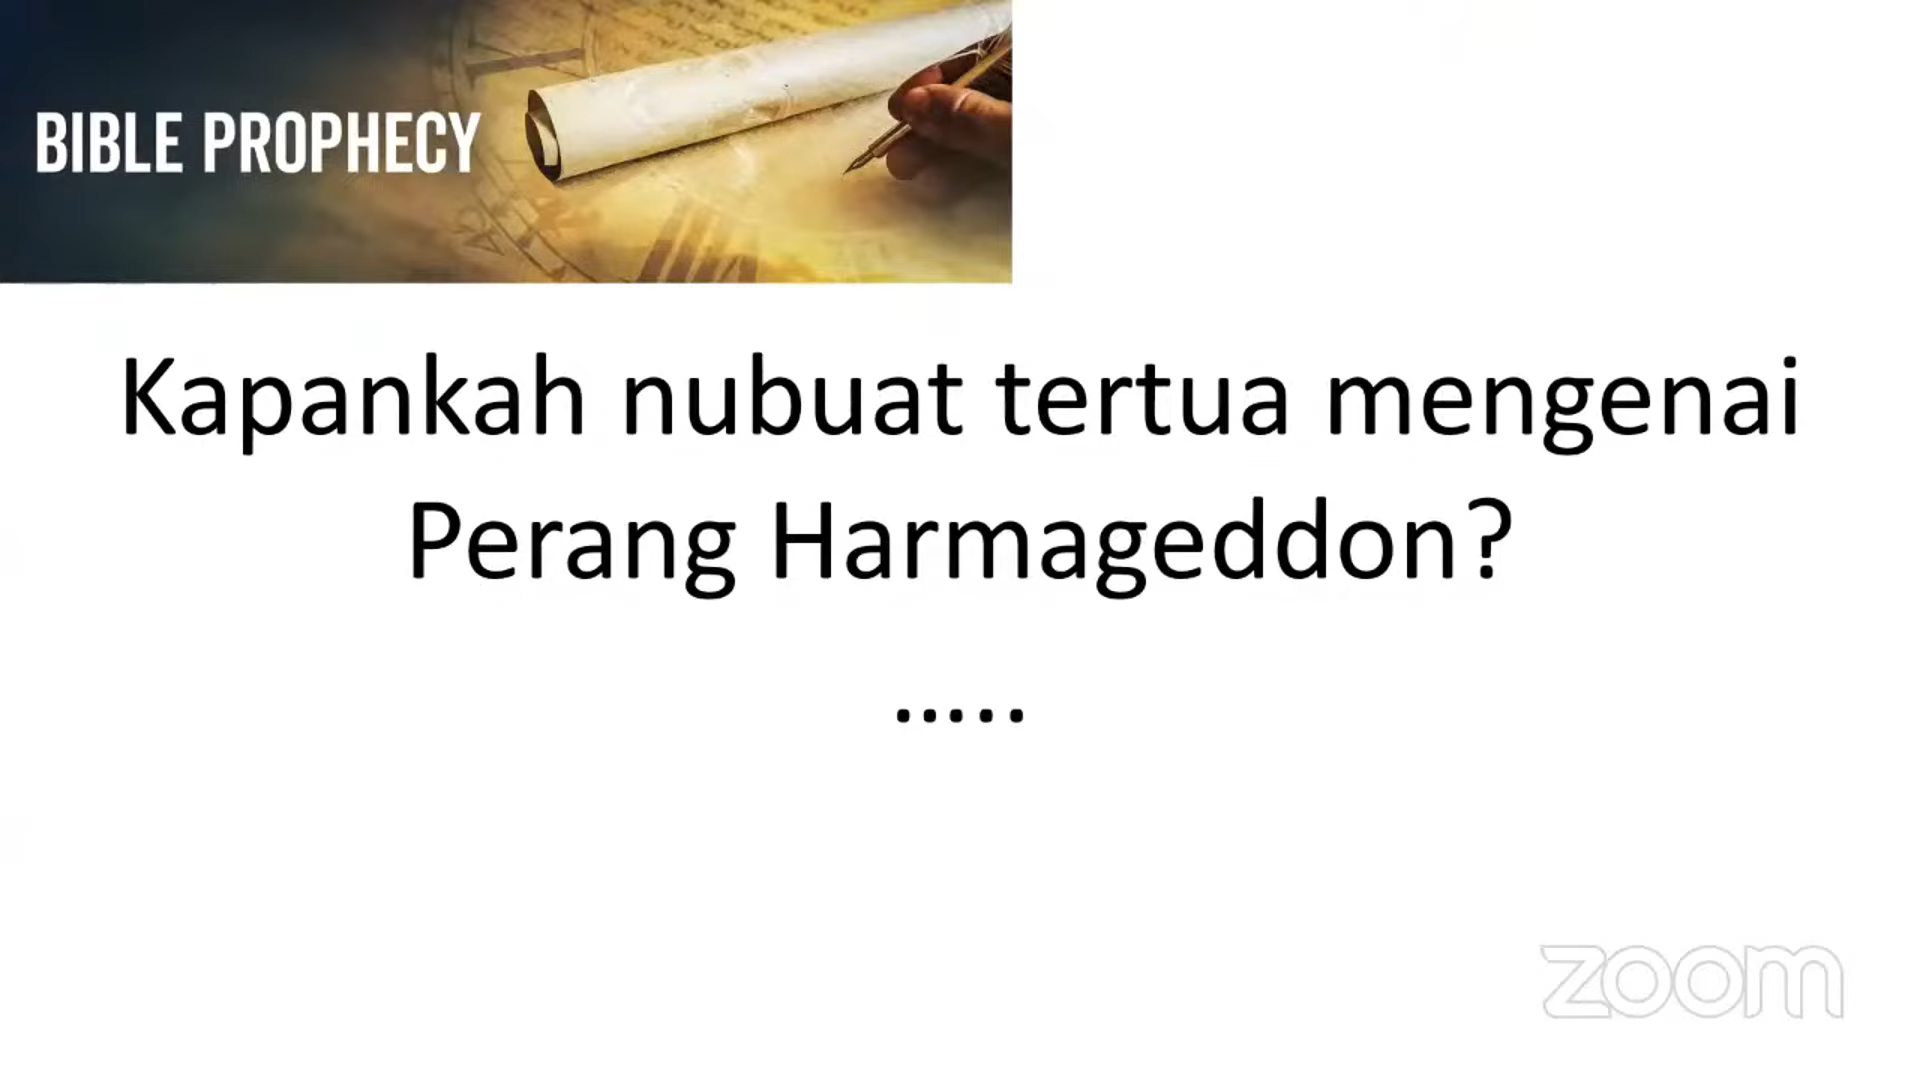 BIBLE PROPHECY
Kapankah nubuat tertua mengenai
Perang Harmageddon?
.....
zoom